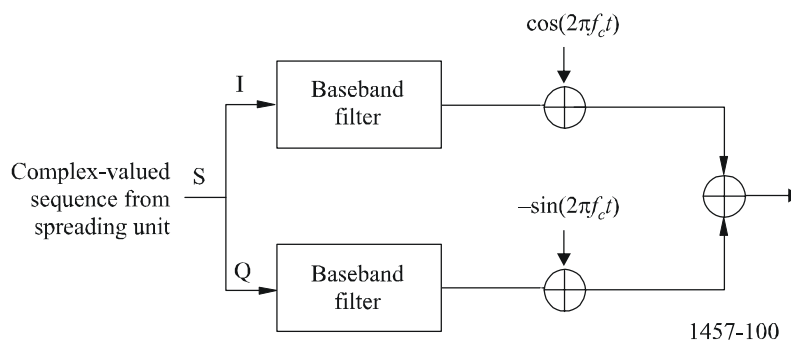 cos(2πf_ct)
I
Baseband
filter
Complex-valued
sequence from
spreading unit
S
–sin(2πf_ct)
Q
Baseband
filter
1457-100